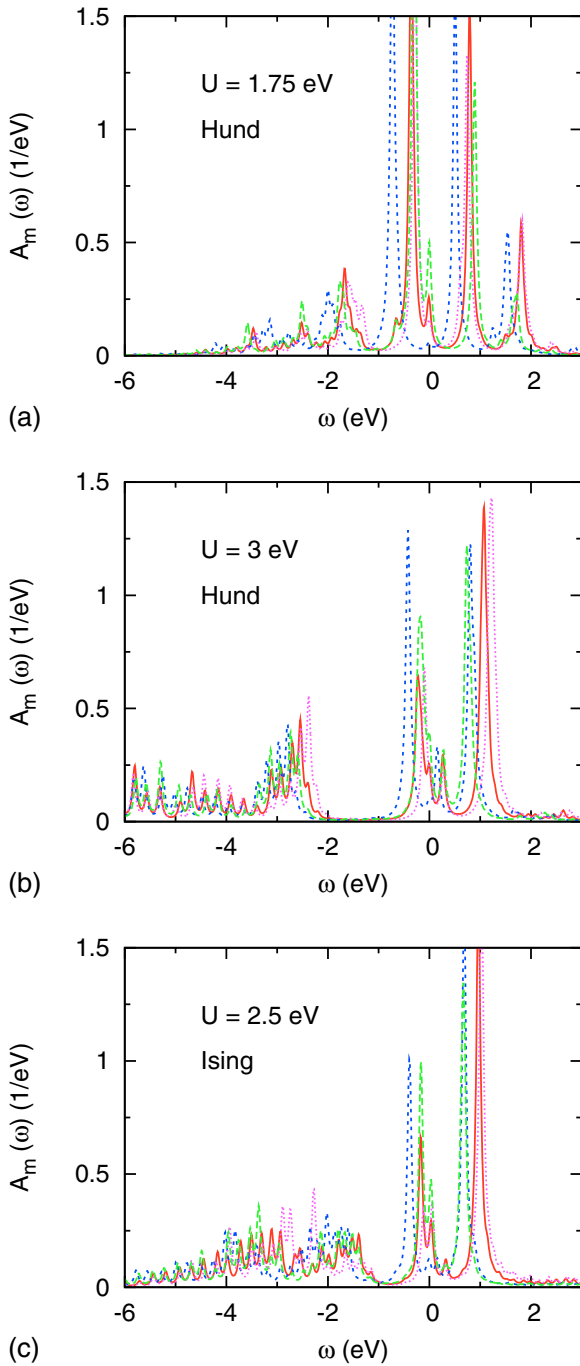 1.5
1
0.5
0
A_m (ω) (1/eV)
U = 1.75 eV
Hund
-6 -4 -2 0 2
ω (eV)
(a)
1.5
1
0.5
0
A_m (ω) (1/eV)
U = 3 eV
Hund
-6 -4 -2 0 2
ω (eV)
(b)
1.5
1
0.5
0
A_m (ω) (1/eV)
U = 2.5 eV
Ising
-6 -4 -2 0 2
ω (eV)
(c)